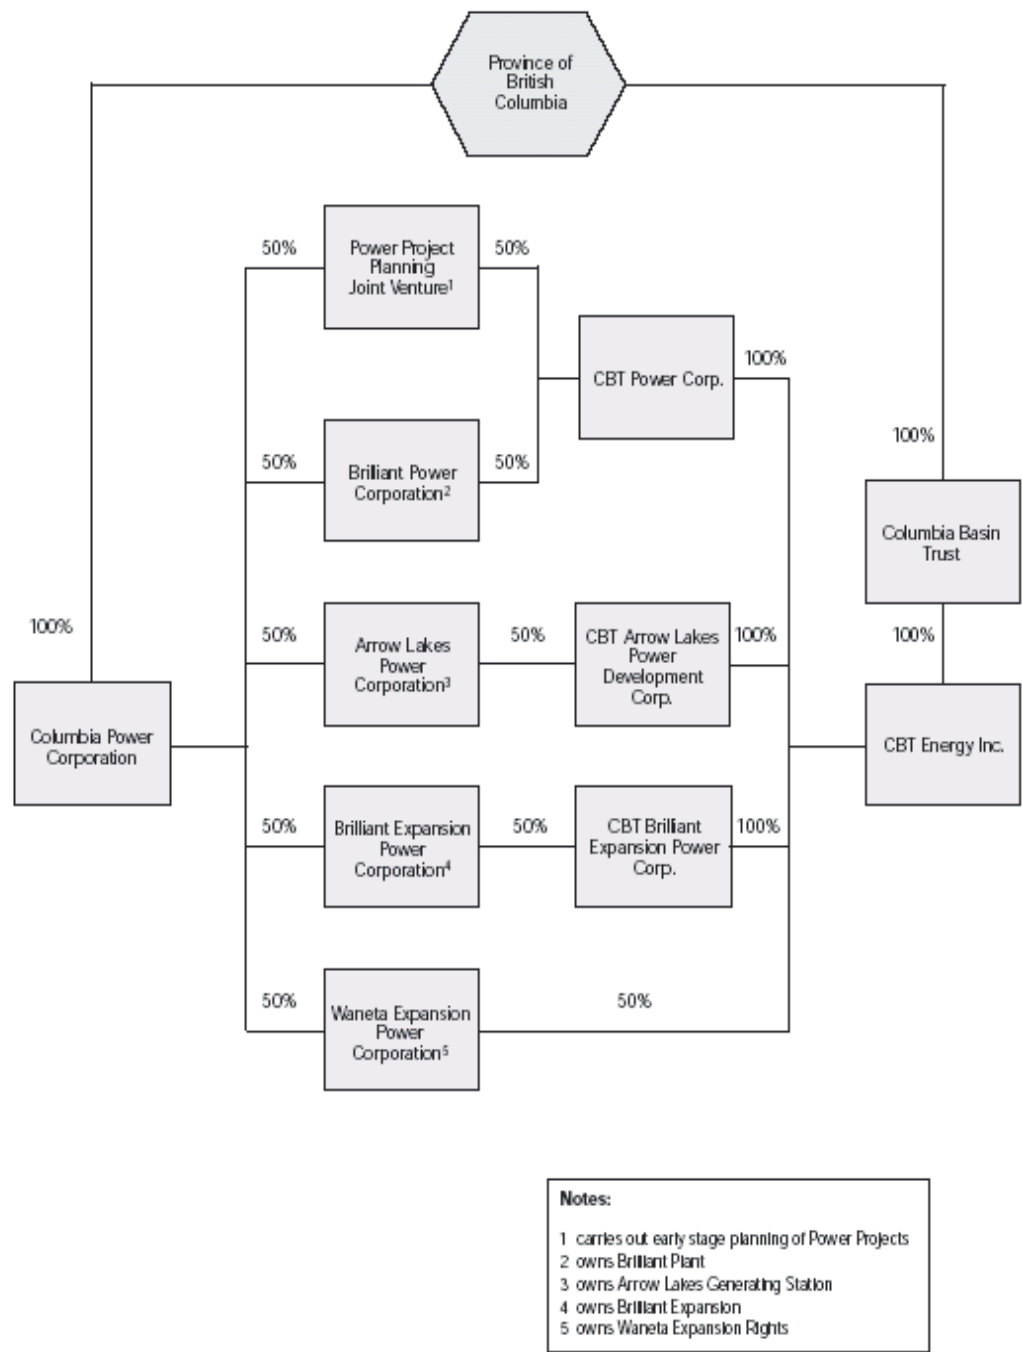 Province of
British
Columbia
50%
Power Project
Planning
Joint Venture¹
50%
CBT Power Corp.
100%
50%
Brilliant Power
Corporation²
50%
100%
Columbia Basin
Trust
100%
50%
Arrow Lakes
Power
Corporation³
50%
CBT Arrow Lakes
Power
Development
Corp.
100%
100%
Columbia Power
Corporation
CBT Energy Inc.
50%
Brilliant Expansion
Power
Corporation⁴
50%
CBT Brilliant
Expansion Power
Corp.
100%
50%
Waneta Expansion
Power
Corporation⁵
50%
Notes:
1 carries out early stage planning of Power Projects
2 owns Brilliant Plant
3 owns Arrow Lakes Generating Station
4 owns Brilliant Expansion
5 owns Waneta Expansion Rights